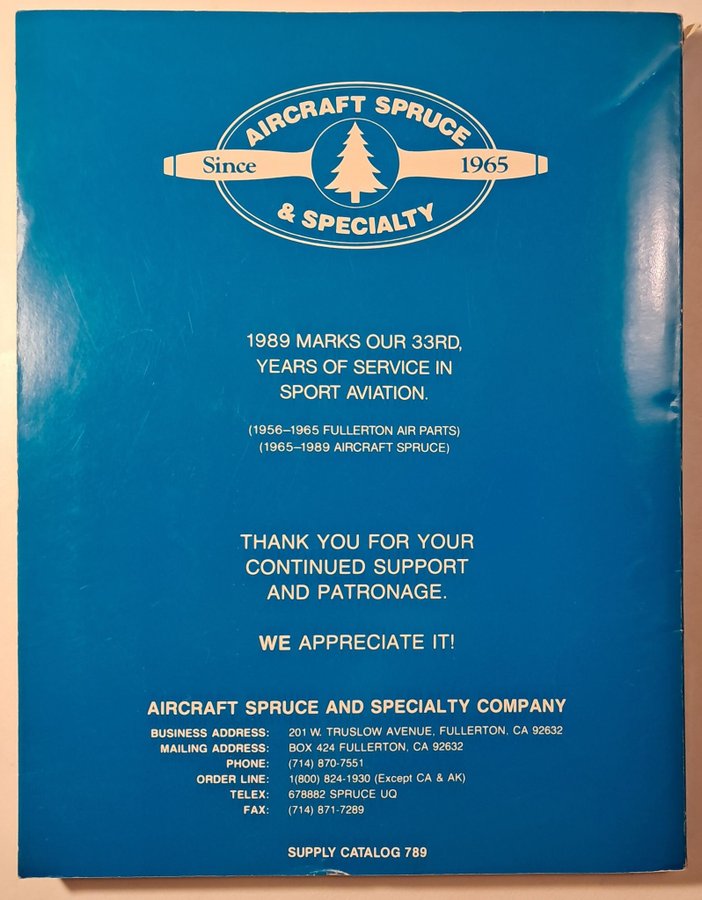 AIRCRAFT SPRUCE
Since 1965
& SPECIALTY
1989 MARKS OUR 33RD,
YEARS OF SERVICE IN
SPORT AVIATION.
(1956–1965 FULLERTON AIR PARTS)
(1965–1989 AIRCRAFT SPRUCE)
THANK YOU FOR YOUR
CONTINUED SUPPORT
AND PATRONAGE.
WE APPRECIATE IT!
AIRCRAFT SPRUCE AND SPECIALTY COMPANY
BUSINESS ADDRESS: 201 W. TRUSLOW AVENUE, FULLERTON, CA 92632
MAILING ADDRESS: BOX 424 FULLERTON, CA 92632
PHONE: (714) 870-7551
ORDER LINE: 1(800) 824-1930 (Except CA & AK)
TELEX: 678882 SPRUCE UQ
FAX: (714) 871-7289
SUPPLY CATALOG 789